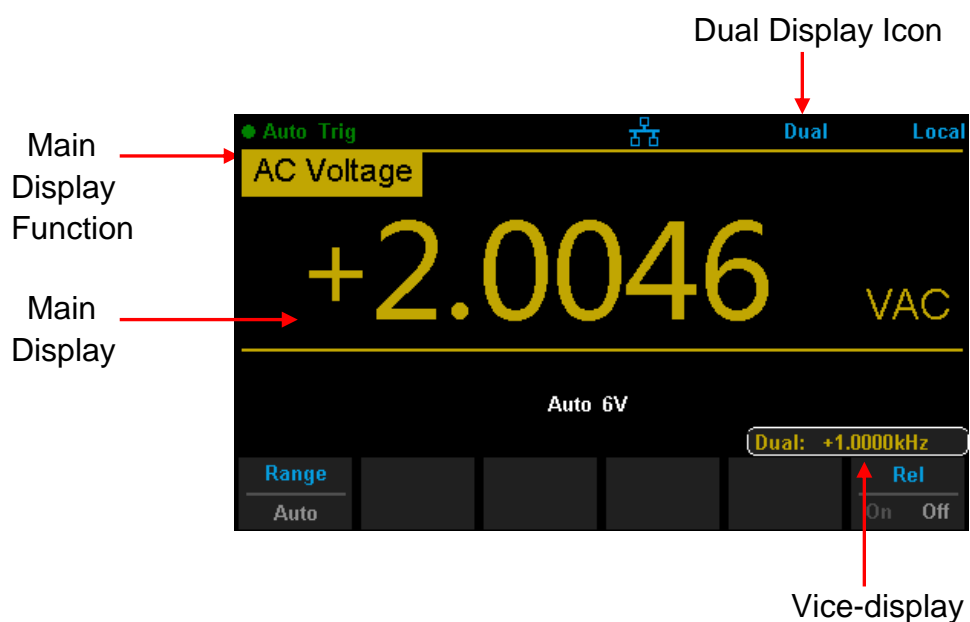 Dual Display Icon
Auto Trig Dual Local
Main
Display
Function
AC Voltage
+2.0046 VAC
Main
Display
Auto 6V
Dual: +1.0000kHz
Range Rel
Auto On Off
Vice-display